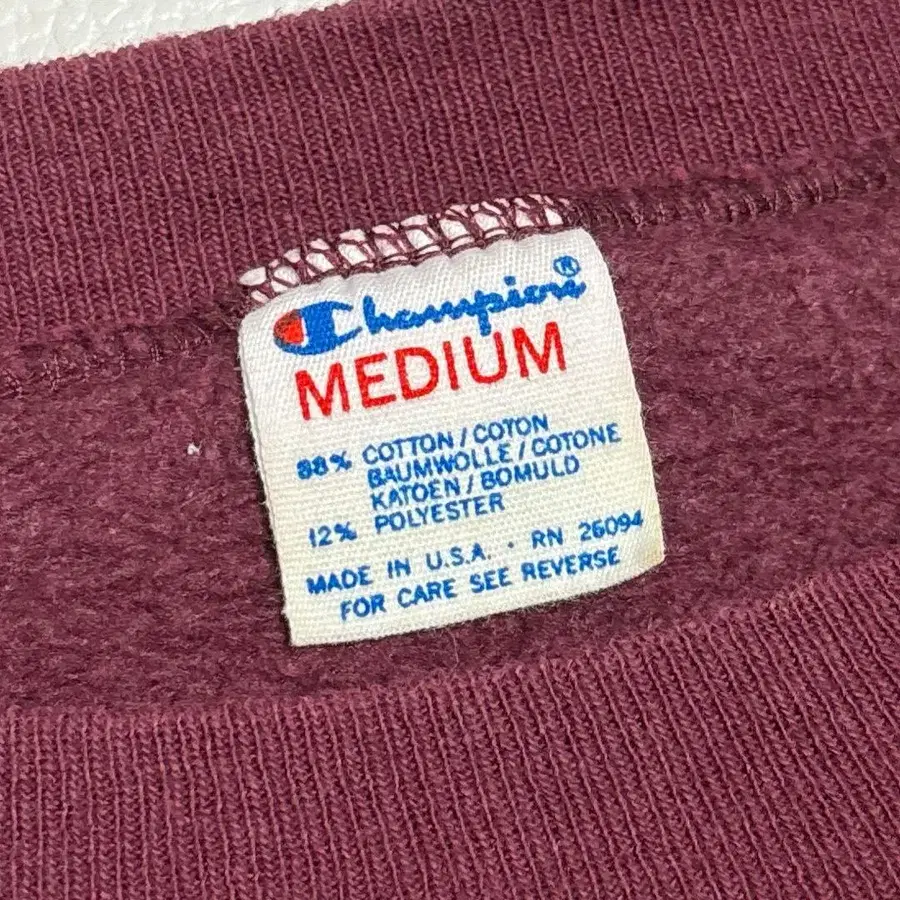 Champion®
MEDIUM
88% COTTON / COTON
BAUMWOLLE / COTONE
KATOEN / BOMULD
12% POLYESTER
MADE IN U.S.A. · RN 26094
FOR CARE SEE REVERSE